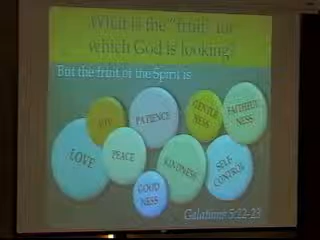 What is the "fruit" for
which God is looking?
But the fruit of the Spirit is
JOY
PATIENCE
GENTLE
NESS
FAITHFUL
NESS
LOVE
PEACE
KINDNESS
SELF
CONTROL
GOOD
NESS
Galatians 5:22-23